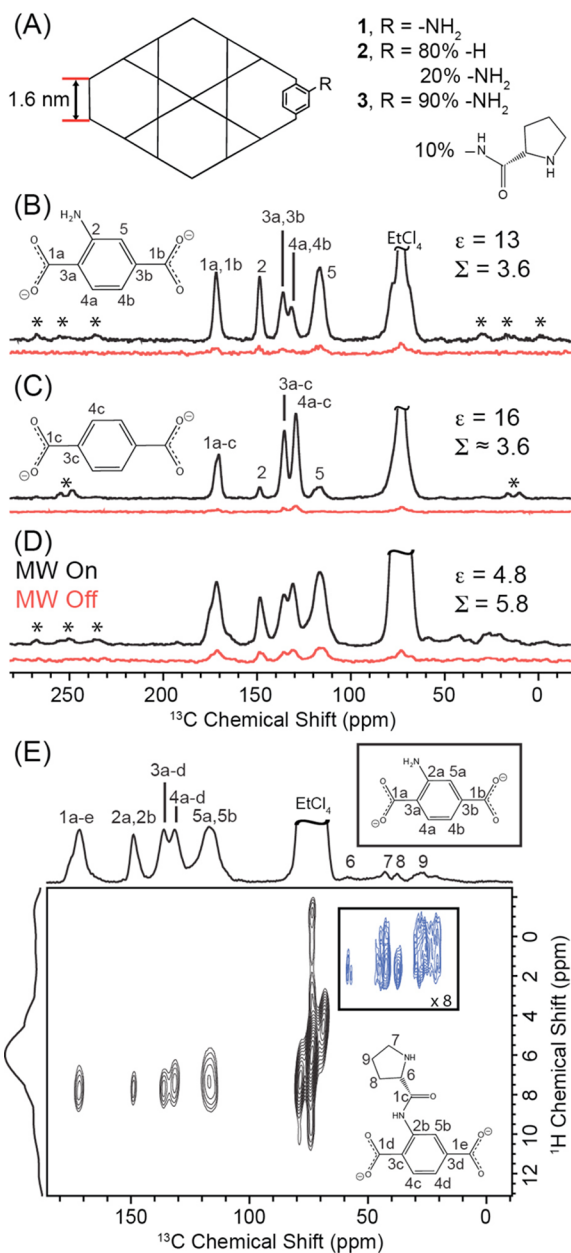 (A)
1, R = -NH₂
2, R = 80% -H
20% -NH₂
3, R = 90% -NH₂
10%
H
–N
N
H
O
1.6 nm
R
(B)
H₂N
2
5
O
O
⊖
1a
3a
4a
4b
3b
1b
O⊖
O
1a,1b
2
3a,3b
4a,4b
5
EtCl₄
ε = 13
Σ = 3.6
* * * * * *
(C)
4c
O
1c
3c
O
⊖
O⊖
O
1a-c
2
3a-c
4a-c
5
ε = 16
Σ ≈ 3.6
* *
(D)
MW On
MW Off
ε = 4.8
Σ = 5.8
* * *
250 200 150 100 50 0
¹³C Chemical Shift (ppm)
(E)
1a-e
2a,2b
3a-d
4a-d
5a,5b
EtCl₄
6
7
8
9
H₂N
2a
5a
O
O
⊖
1a
3a
4a
4b
3b
1b
O⊖
O
x 8
7
9
NH
8
6
1c
O
HN
2b
5b
O
1d
3c
O
⊖
4c
4d
3d
1e
O⊖
O
0
2
4
6
8
10
12
¹H Chemical Shift (ppm)
150 100 50 0
¹³C Chemical Shift (ppm)